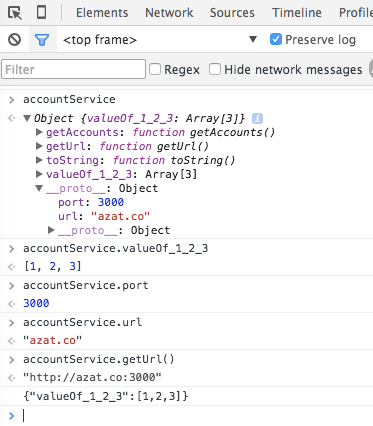 Elements Network Sources Timeline Profile
<top frame> Preserve log
Filter Regex Hide network messages
accountService
Object {valueOf_1_2_3: Array[3]} i
getAccounts: function getAccounts()
getUrl: function getUrl()
toString: function toString()
valueOf_1_2_3: Array[3]
__proto__: Object
port: 3000
url: "azat.co"
__proto__: Object
accountService.valueOf_1_2_3
[1, 2, 3]
accountService.port
3000
accountService.url
"azat.co"
accountService.getUrl()
"http://azat.co:3000"
{"valueOf_1_2_3":[1,2,3]}